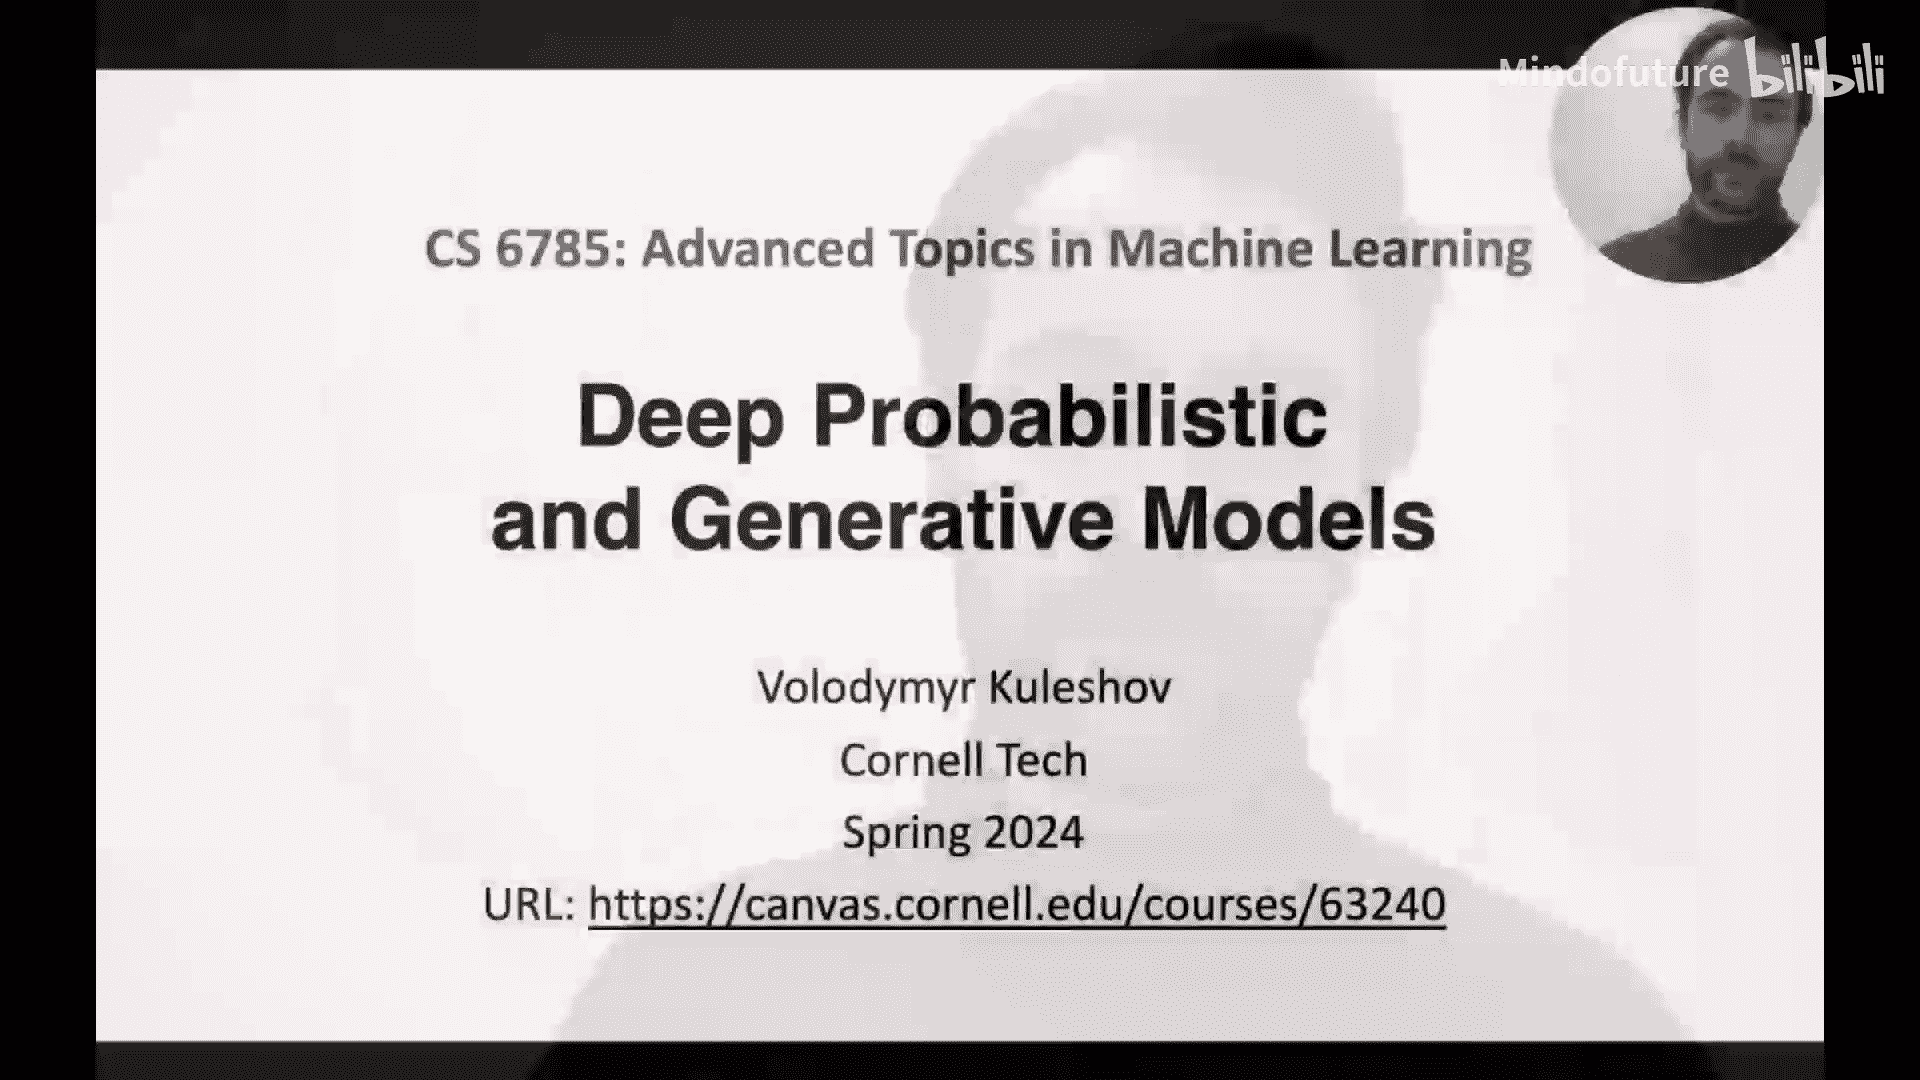 Mindofuture bilibili
CS 6785: Advanced Topics in Machine Learning
Deep Probabilistic
and Generative Models
Volodymyr Kuleshov
Cornell Tech
Spring 2024
URL: https://canvas.cornell.edu/courses/63240